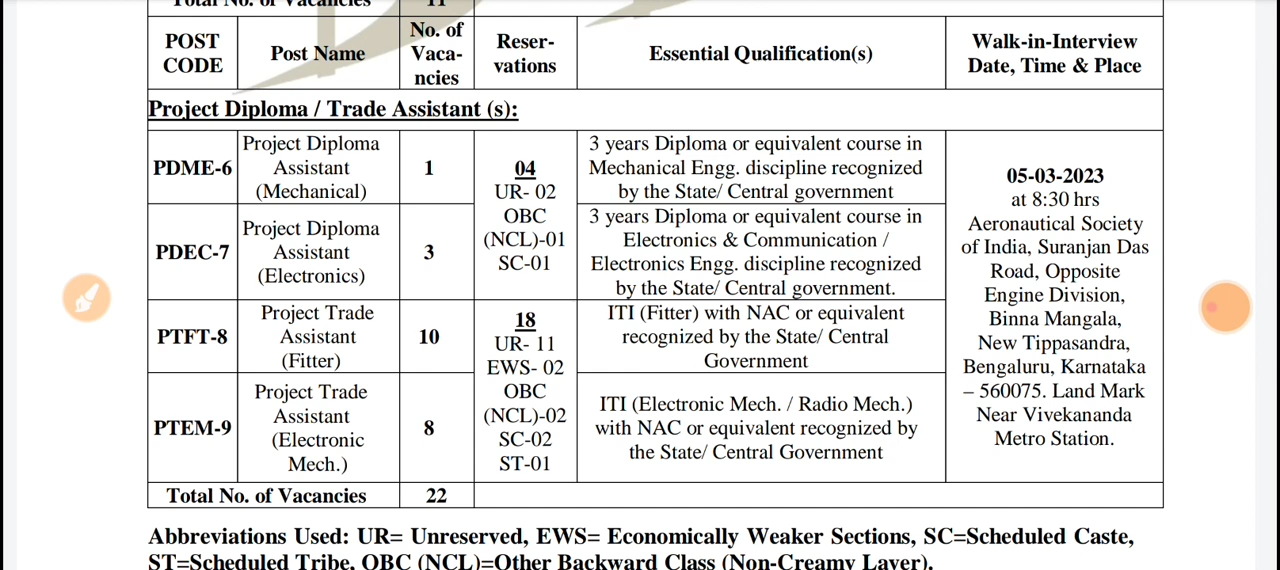 Total No. of Vacancies 11
POST
CODE
Post Name
No. of
Vaca-
ncies
Reser-
vations
Essential Qualification(s)
Walk-in-Interview
Date, Time & Place
Project Diploma / Trade Assistant (s):
PDME-6
Project Diploma
Assistant
(Mechanical)
1
04
UR- 02
OBC
(NCL)-01
SC-01
3 years Diploma or equivalent course in
Mechanical Engg. discipline recognized
by the State/ Central government
05-03-2023
at 8:30 hrs
Aeronautical Society
of India, Suranjan Das
Road, Opposite
Engine Division,
Binna Mangala,
New Tippasandra,
Bengaluru, Karnataka
– 560075. Land Mark
Near Vivekananda
Metro Station.
PDEC-7
Project Diploma
Assistant
(Electronics)
3
3 years Diploma or equivalent course in
Electronics & Communication /
Electronics Engg. discipline recognized
by the State/ Central government.
PTFT-8
Project Trade
Assistant
(Fitter)
10
18
UR- 11
EWS- 02
OBC
(NCL)-02
SC-02
ST-01
ITI (Fitter) with NAC or equivalent
recognized by the State/ Central
Government
PTEM-9
Project Trade
Assistant
(Electronic
Mech.)
8
ITI (Electronic Mech. / Radio Mech.)
with NAC or equivalent recognized by
the State/ Central Government
Total No. of Vacancies 22
Abbreviations Used: UR= Unreserved, EWS= Economically Weaker Sections, SC=Scheduled Caste,
ST=Scheduled Tribe, OBC (NCL)=Other Backward Class (Non-Creamy Layer).